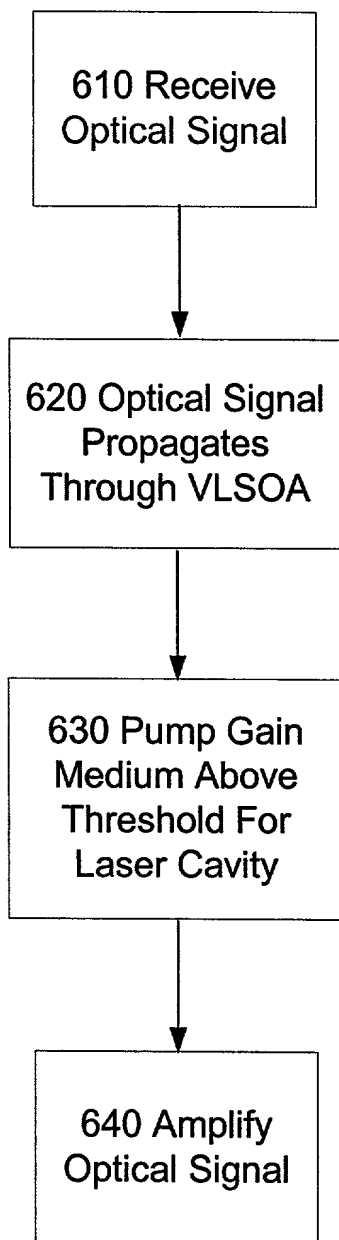 610 Receive
Optical Signal
620 Optical Signal
Propagates
Through VLSOA
630 Pump Gain
Medium Above
Threshold For
Laser Cavity
640 Amplify
Optical Signal